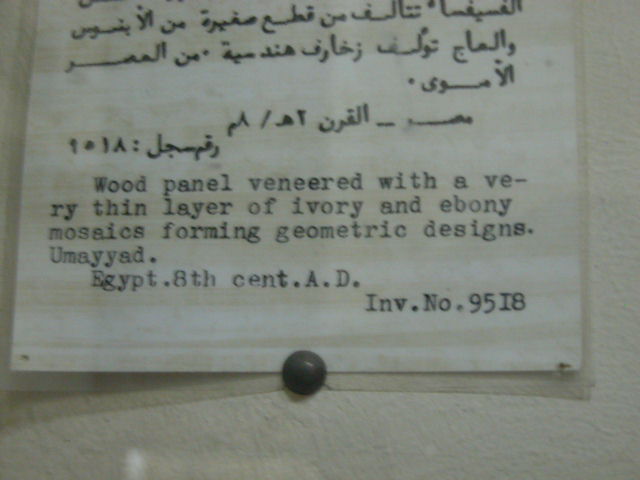 الفسيفساء تتألف من قطع صغيرة من الأبنوس
والعاج تؤلف زخارف هندسية . من العصر
الأموى .
مصر ــ القرن ٢هـ / ٨م
رقم سجل : ٩٥١٨
Wood panel veneered with a ve-
ry thin layer of ivory and ebony
mosaics forming geometric designs.
Umayyad.
Egypt.8th cent.A.D.
Inv.No.95I8